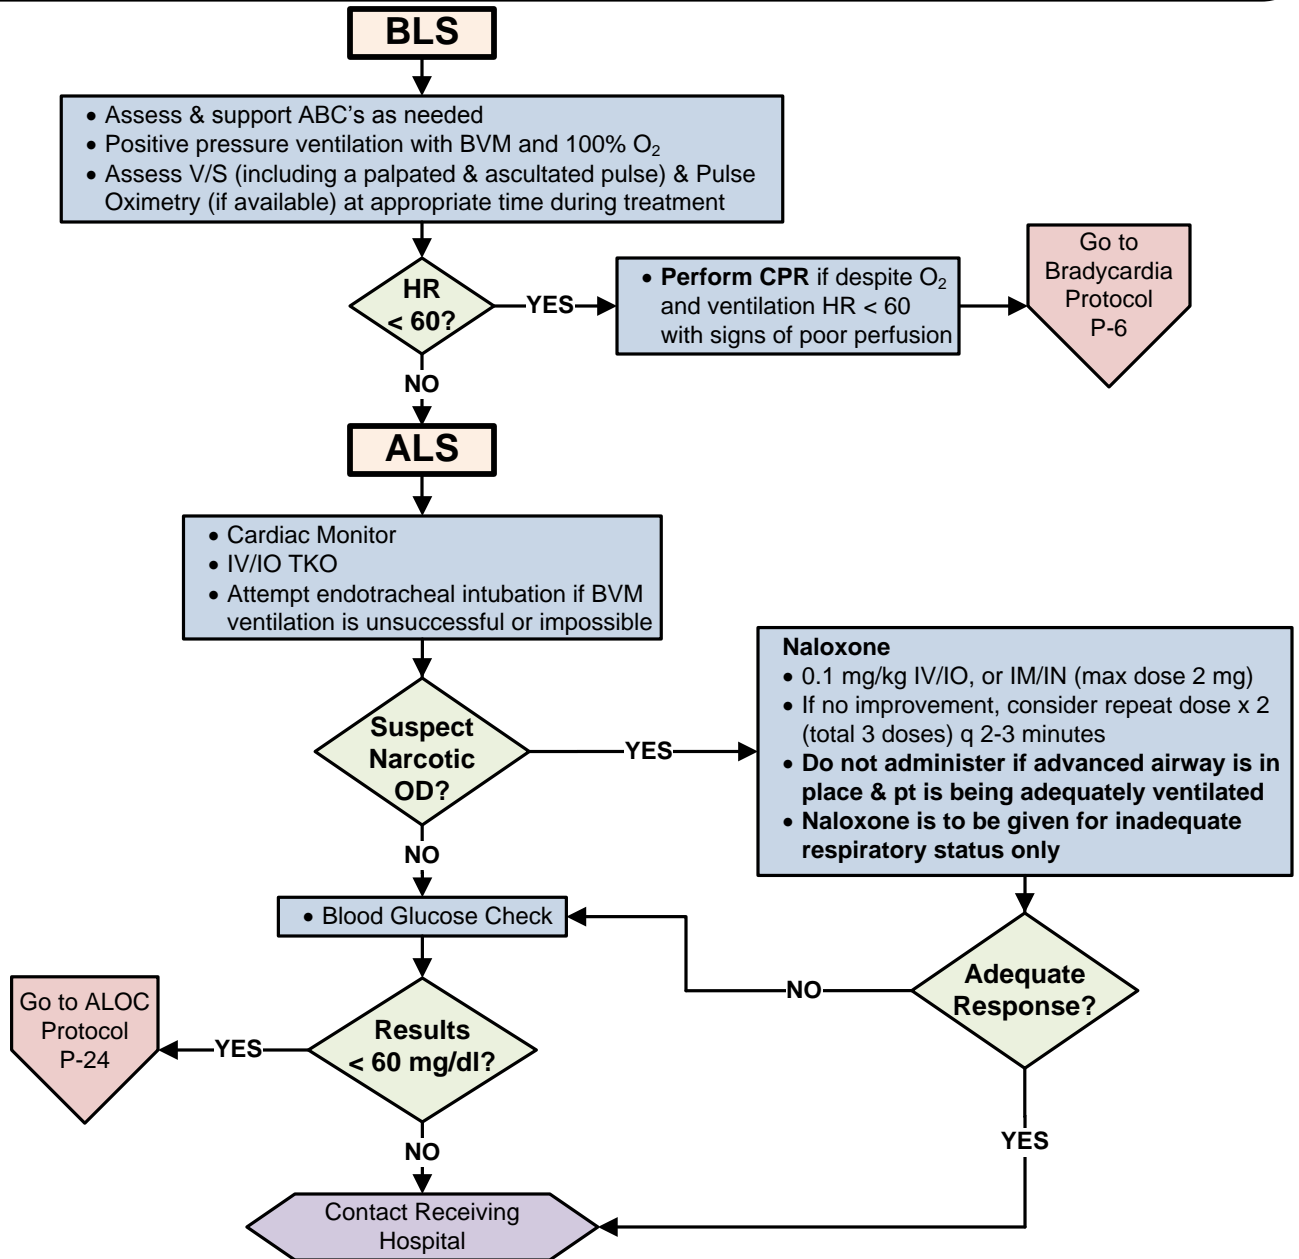 BLS
• Assess & support ABC's as needed
• Positive pressure ventilation with BVM and 100% O₂
• Assess V/S (including a palpated & ascultated pulse) & Pulse
Oximetry (if available) at appropriate time during treatment
HR
< 60?
YES
• Perform CPR if despite O₂
and ventilation HR < 60
with signs of poor perfusion
Go to
Bradycardia
Protocol
P-6
NO
ALS
• Cardiac Monitor
• IV/IO TKO
• Attempt endotracheal intubation if BVM
ventilation is unsuccessful or impossible
Suspect
Narcotic
OD?
YES
Naloxone
• 0.1 mg/kg IV/IO, or IM/IN (max dose 2 mg)
• If no improvement, consider repeat dose x 2
(total 3 doses) q 2-3 minutes
• Do not administer if advanced airway is in
place & pt is being adequately ventilated
• Naloxone is to be given for inadequate
respiratory status only
NO
• Blood Glucose Check
Adequate
Response?
NO
Results
< 60 mg/dl?
YES
Go to ALOC
Protocol
P-24
NO
YES
Contact Receiving
Hospital